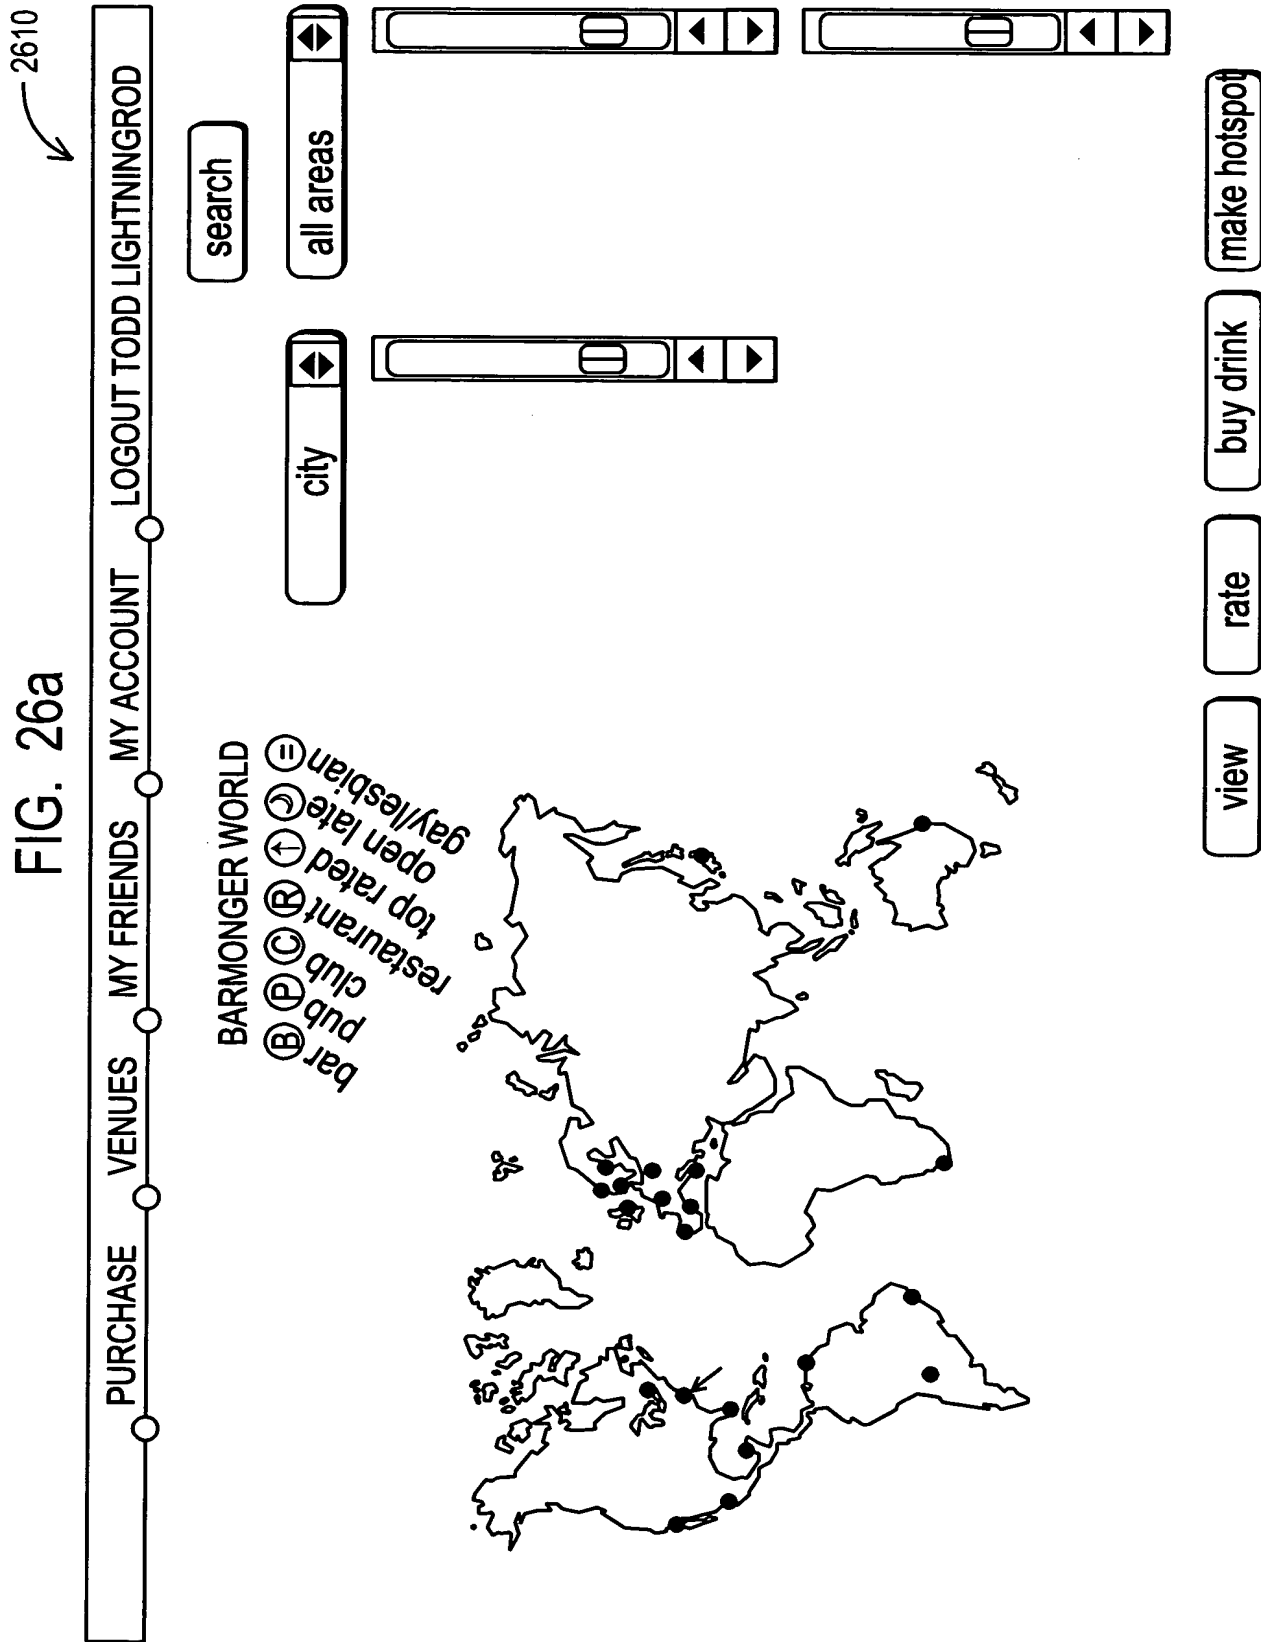 FIG. 26a
2610
PURCHASE VENUES MY FRIENDS MY ACCOUNT LOGOUT TODD LIGHTNINGROD
search
BARMONGER WORLD
city
all areas
B P C R ↑ =
bar
pub
club
restaurant
top rated
open late
gay/lesbian
view
rate
buy drink
make hotspot